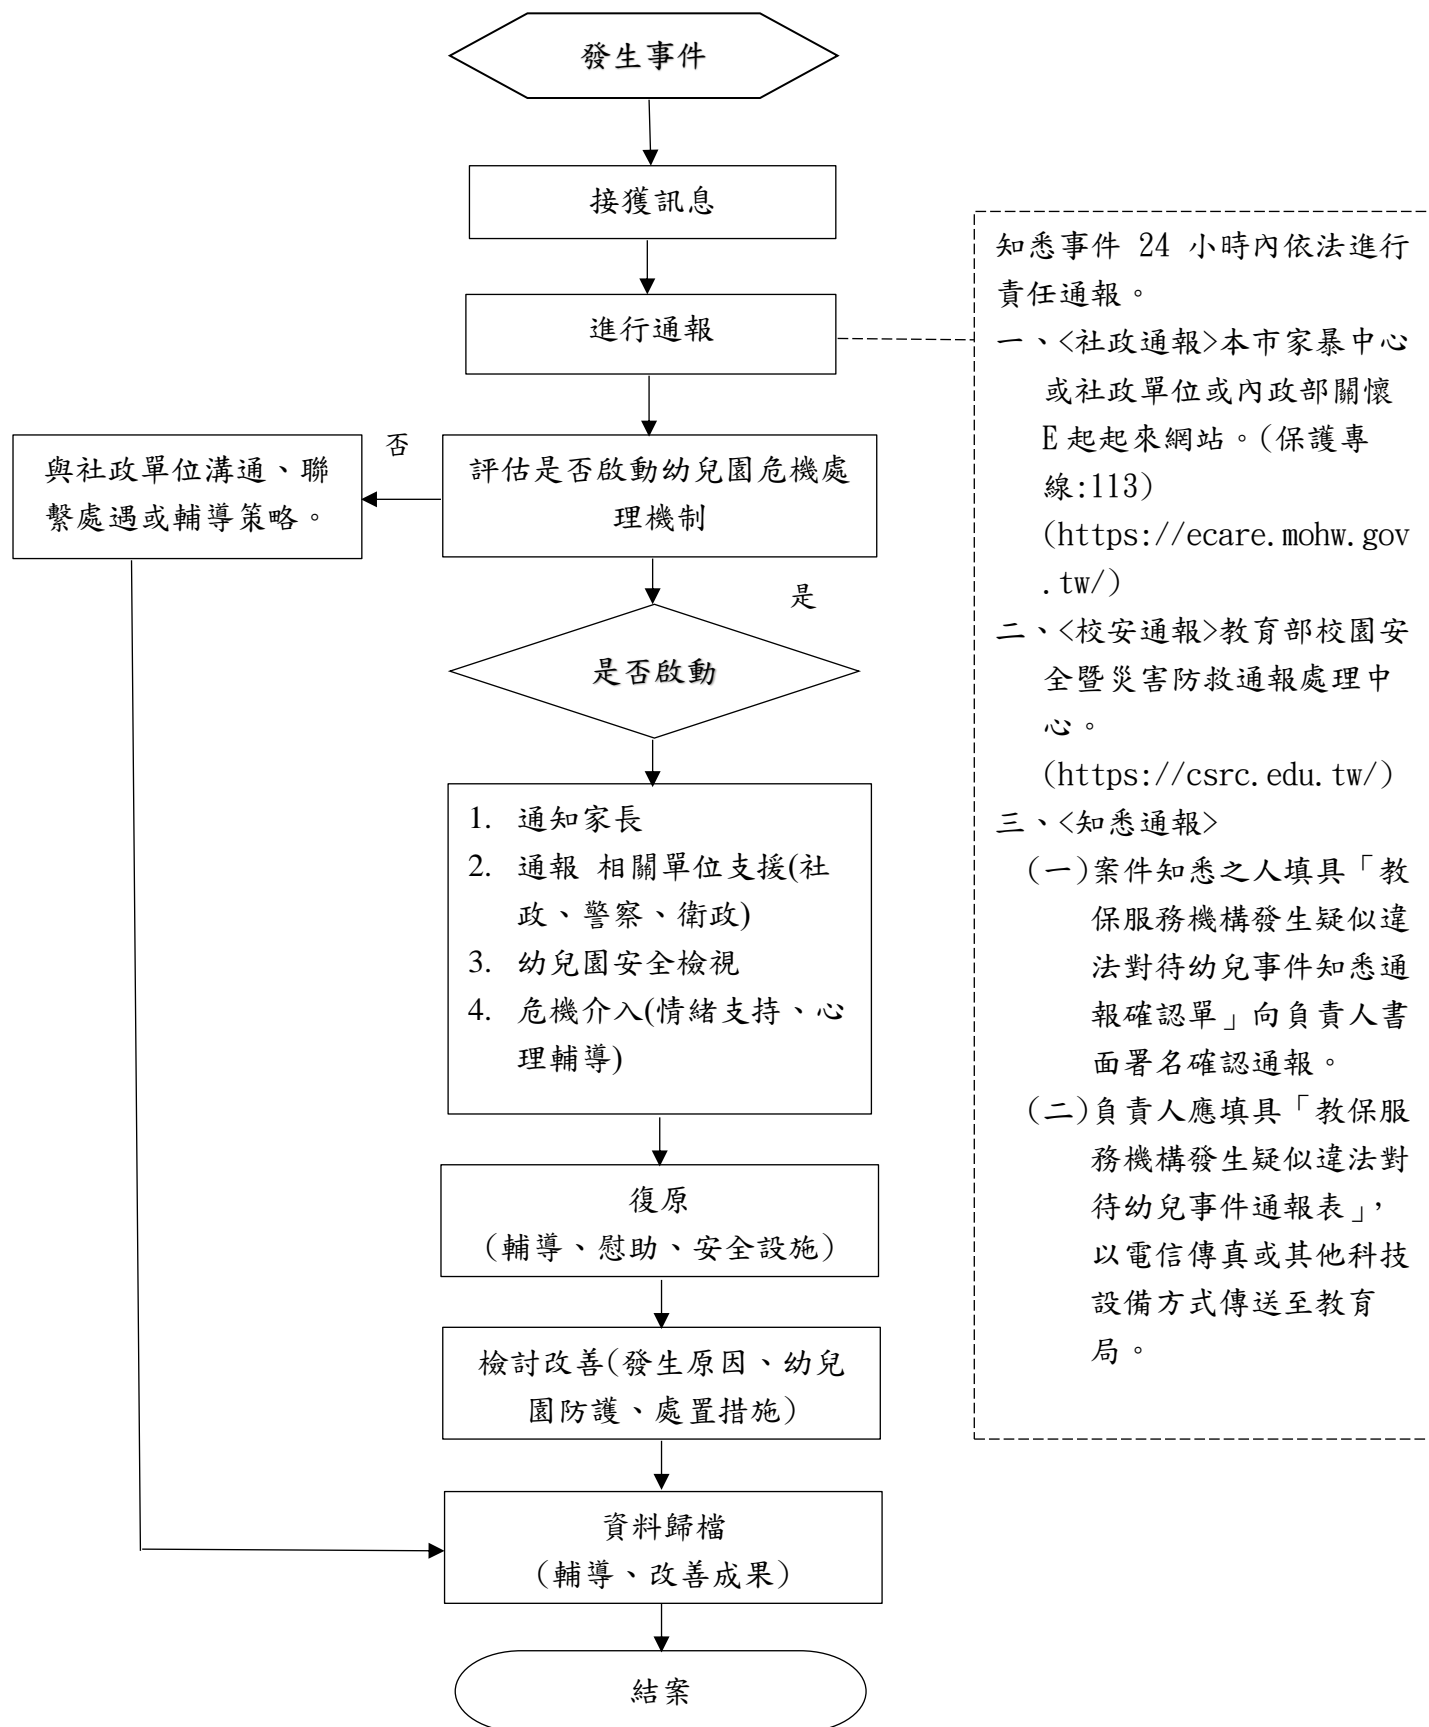 發生事件
接獲訊息
進行通報
知悉事件 24 小時內依法進行
責任通報。
一、<社政通報>本市家暴中心
或社政單位或內政部關懷
E起起來網站。(保護專
線:113)
(https://ecare.mohw.gov
.tw/)
二、<校安通報>教育部校園安
全暨災害防救通報處理中
心。
(https://csrc.edu.tw/)
三、<知悉通報>
(一)案件知悉之人填具「教
保服務機構發生疑似違
法對待幼兒事件知悉通
報確認單」向負責人書
面署名確認通報。
(二)負責人應填具「教保服
務機構發生疑似違法對
待幼兒事件通報表」,
以電信傳真或其他科技
設備方式傳送至教育
局。
否
與社政單位溝通、聯
繫處遇或輔導策略。
評估是否啟動幼兒園危機處
理機制
是
是否啟動
1. 通知家長
2. 通報 相關單位支援(社
政、警察、衛政)
3. 幼兒園安全檢視
4. 危機介入(情緒支持、心
理輔導)
復原
(輔導、慰助、安全設施)
檢討改善(發生原因、幼兒
園防護、處置措施)
資料歸檔
(輔導、改善成果)
結案